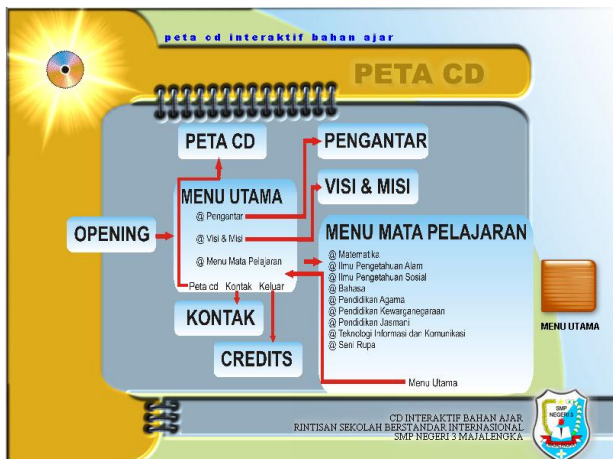 peta cd interaktif bahan ajar
PETA CD
PETA CD
PENGANTAR
VISI & MISI
MENU UTAMA
@ Pengantar
@ Visi & Misi
@ Menu Mata Pelajaran
Peta cd Kontak Keluar
OPENING
KONTAK
CREDITS
MENU MATA PELAJARAN
@ Matematika
@ Ilmu Pengetahuan Alam
@ Ilmu Pengetahuan Sosial
@ Bahasa
@ Pendidikan Agama
@ Pendidikan Kewarganegaraan
@ Pendidikan Jasmani
@ Teknologi Informasi dan Komunikasi
@ Seni Rupa
Menu Utama
MENU UTAMA
CD INTERAKTIF BAHAN AJAR
RINTISAN SEKOLAH BERSTANDAR INTERNASIONAL
SMP NEGERI 3 MAJALENGKA
SMP